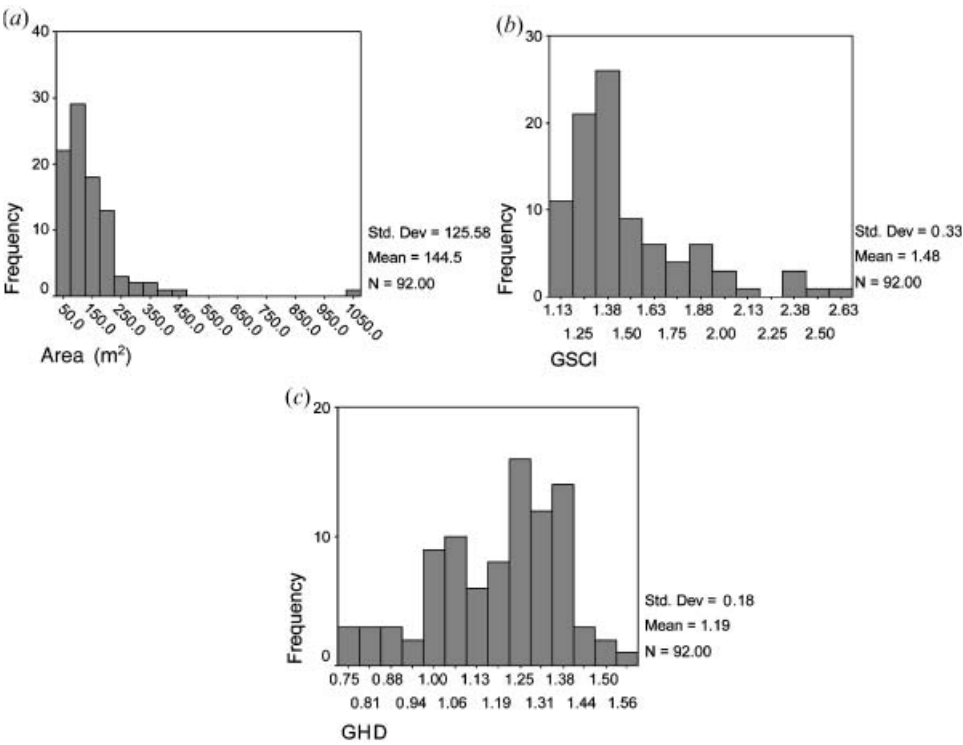 (a)
40
30
20
10
0
Frequency
50.0 150.0 250.0 350.0 450.0 550.0 650.0 750.0 850.0 950.0 1050.0
Area (m²)
Std. Dev = 125.58
Mean = 144.5
N = 92.00
(b)
30
20
10
0
Frequency
1.13 1.38 1.63 1.88 2.13 2.38 2.63
1.25 1.50 1.75 2.00 2.25 2.50
GSCI
Std. Dev = 0.33
Mean = 1.48
N = 92.00
(c)
20
10
0
Frequency
0.75 0.88 1.00 1.13 1.25 1.38 1.50
0.81 0.94 1.06 1.19 1.31 1.44 1.56
GHD
Std. Dev = 0.18
Mean = 1.19
N = 92.00